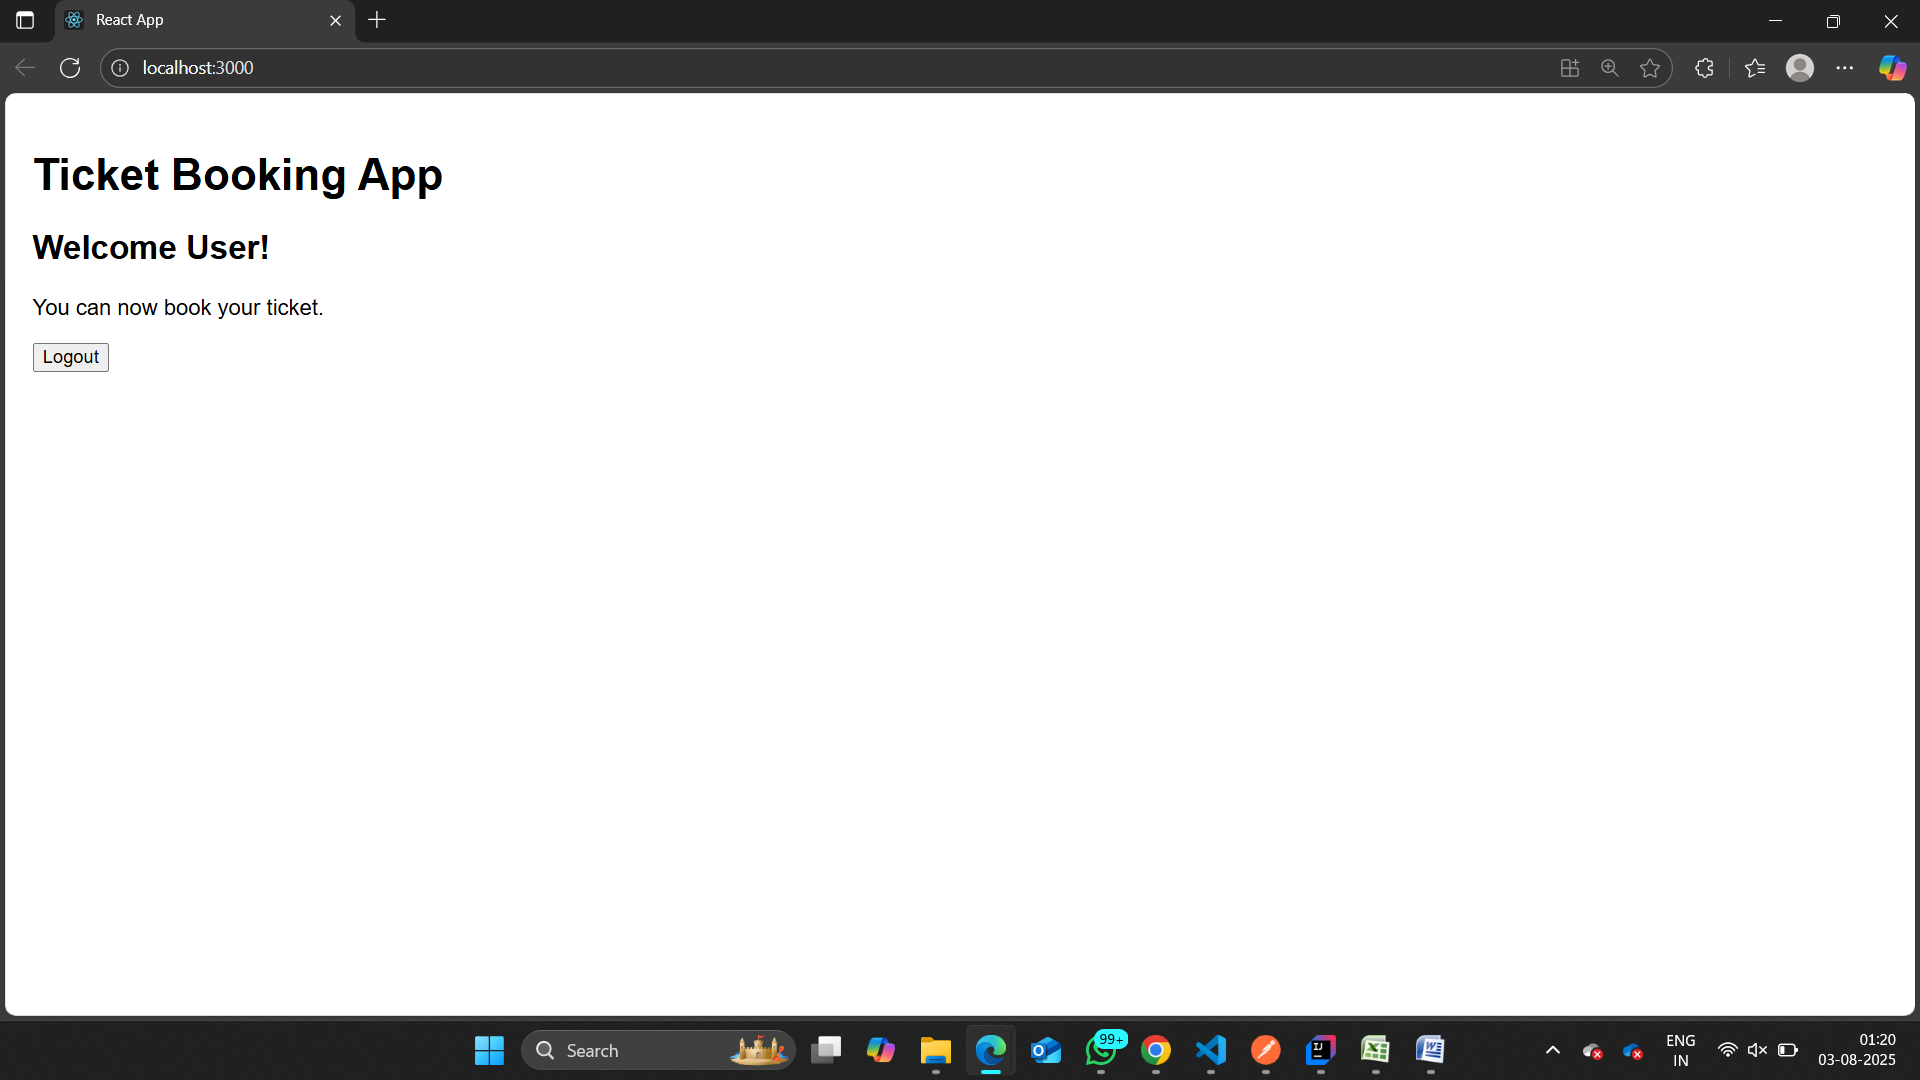 React App
localhost:3000
Ticket Booking App
Welcome User!
You can now book your ticket.
Logout
Search
99+
ENG
IN
01:20
03-08-2025